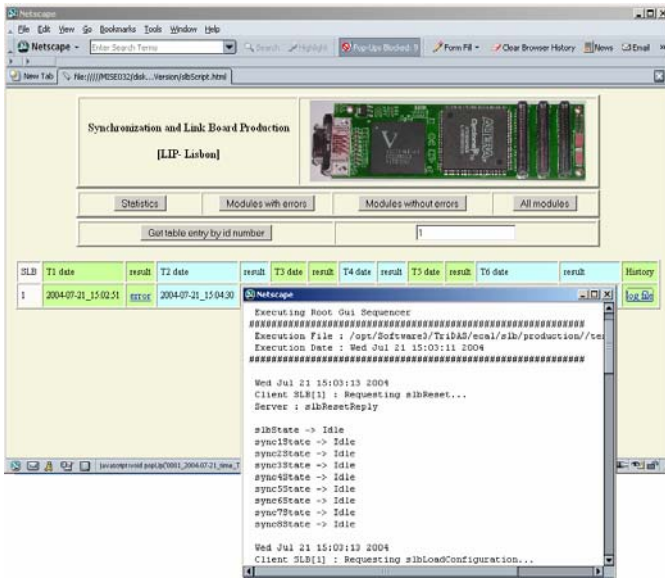 Netscape
File Edit View Go Bookmarks Tools Window Help
Netscape Enter Search Terms Search Highlight Pop-Ups Blocked: 9 Form Fill Clear Browser History News Email
New Tab file://///MISE032/disk...Version/slbScript.html
Synchronization and Link Board Production
[LIP- Lisbon]
Statistics Modules with errors Modules without errors All modules
Get table entry by id number 1
SLB T1 date result T2 date result T3 date result T4 date result T5 date result T6 date result History
1 2004-07-21_15:02:51 error 2004-07-21_15:04:30 log file
Netscape
Executing Root Gui Sequencer
################################################
Execution File : /opt/Software3/TriDAS/ecal/slb/production//te
Execution Date : Wed Jul 21 15:03:11 2004
################################################
Wed Jul 21 15:03:13 2004
Client SLB[1] : Requesting slbReset...
Server : slbResetReply
slbState -> Idle
sync1State -> Idle
sync2State -> Idle
sync3State -> Idle
sync4State -> Idle
sync5State -> Idle
sync6State -> Idle
sync7State -> Idle
sync8State -> Idle
Wed Jul 21 15:03:13 2004
Client SLB[1] : Requesting slbLoadConfiguration...